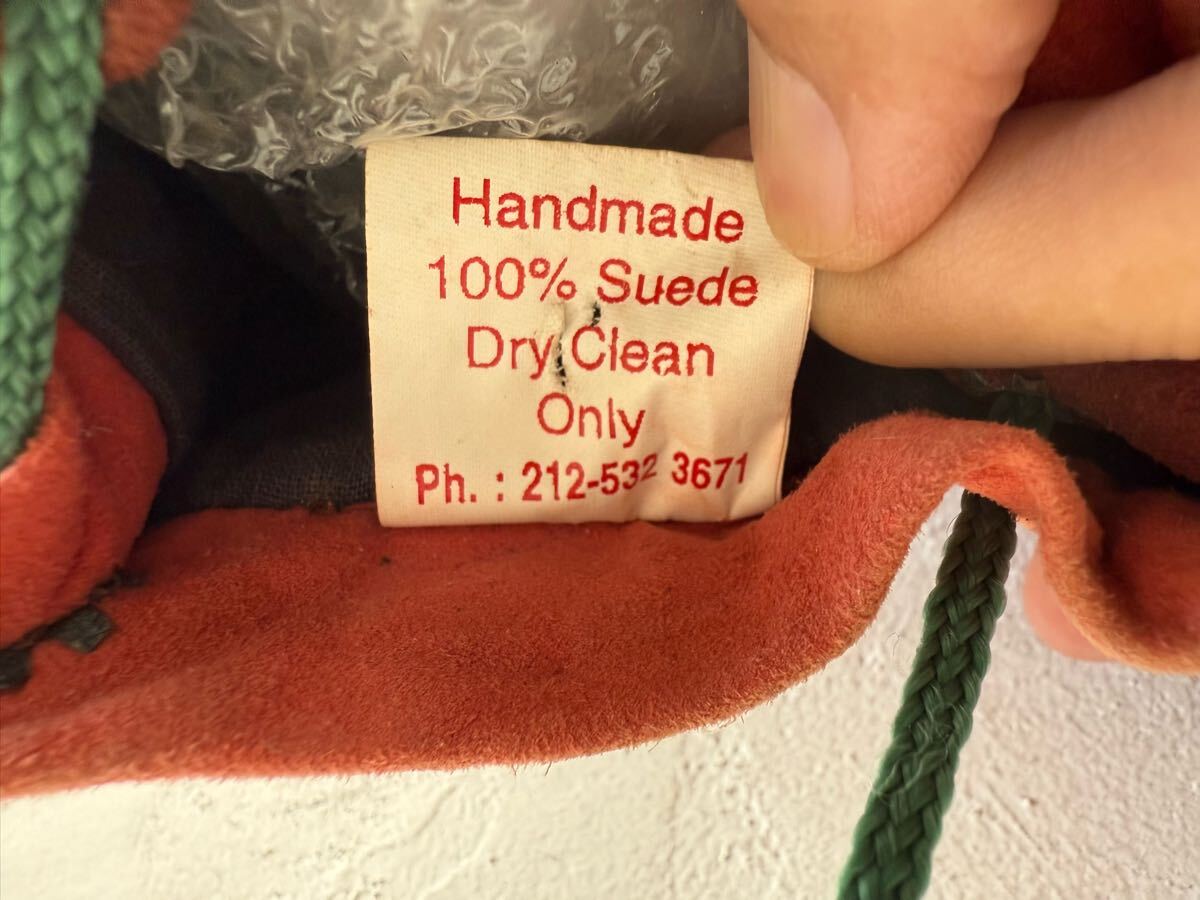 Handmade
100% Suede
Dry Clean
Only
Ph. : 212-532 3671